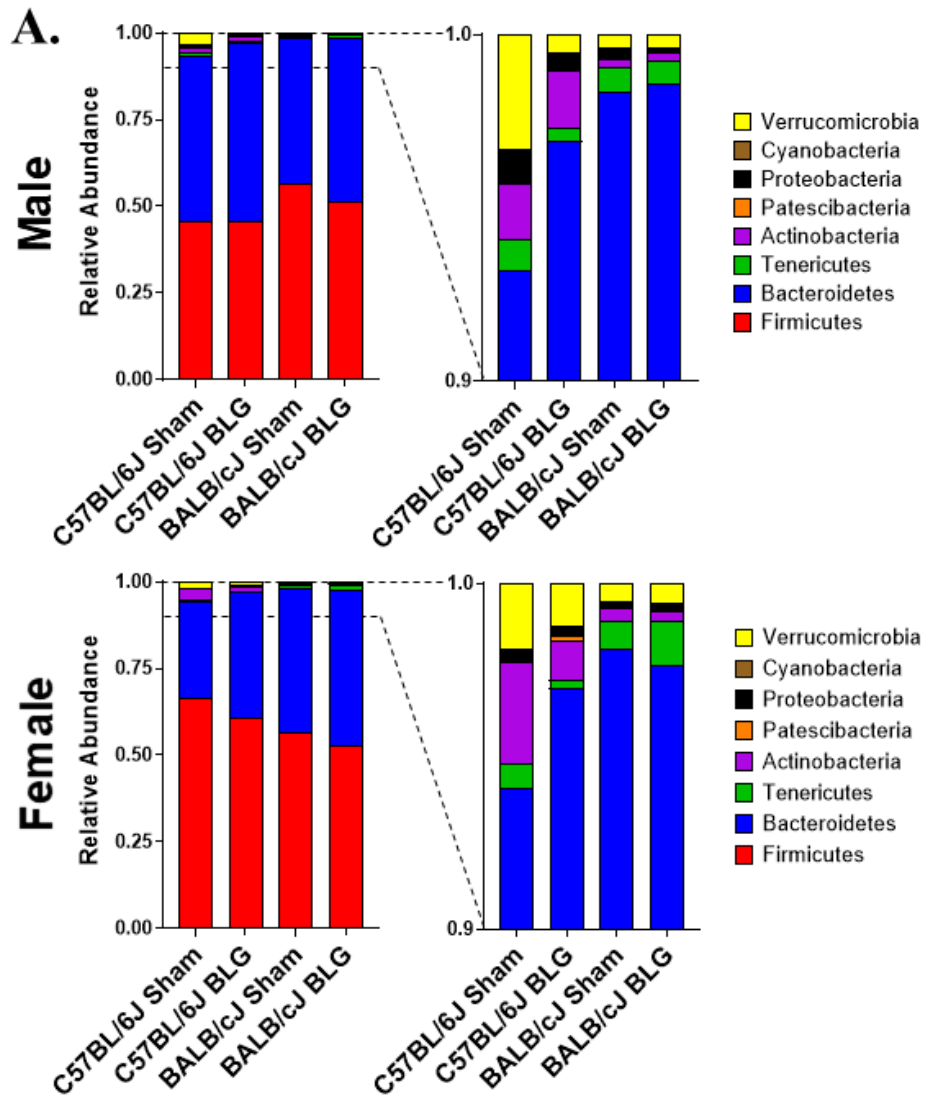 A.
Male
Relative Abundance
1.00
0.75
0.50
0.25
0.00
C57BL/6J Sham
C57BL/6J BLG
BALB/cJ Sham
BALB/cJ BLG
1.0
0.9
C57BL/6J Sham
C57BL/6J BLG
BALB/cJ Sham
BALB/cJ BLG
Verrucomicrobia
Cyanobacteria
Proteobacteria
Patescibacteria
Actinobacteria
Tenericutes
Bacteroidetes
Firmicutes
Female
Relative Abundance
1.00
0.75
0.50
0.25
0.00
C57BL/6J Sham
C57BL/6J BLG
BALB/cJ Sham
BALB/cJ BLG
1.0
0.9
C57BL/6J Sham
C57BL/6J BLG
BALB/cJ Sham
BALB/cJ BLG
Verrucomicrobia
Cyanobacteria
Proteobacteria
Patescibacteria
Actinobacteria
Tenericutes
Bacteroidetes
Firmicutes